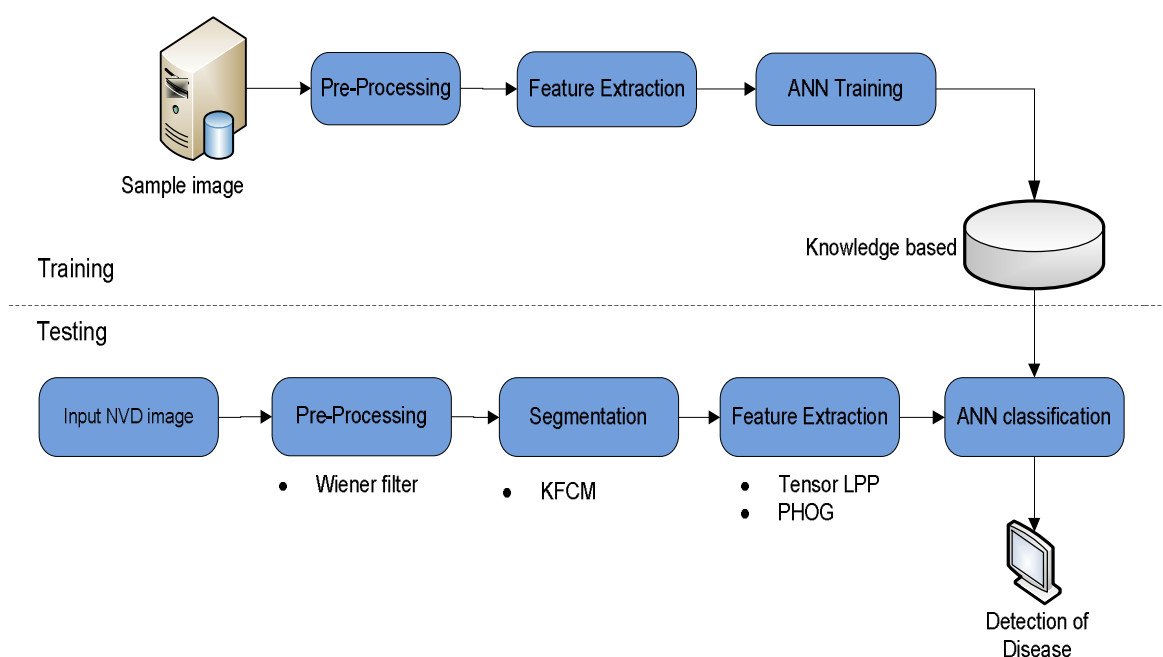 Pre-Processing
Feature Extraction
ANN Training
Sample image
Knowledge based
Training
Testing
Input NVD image
Pre-Processing
Segmentation
Feature Extraction
ANN classification
• Wiener filter
• KFCM
• Tensor LPP
• PHOG
Detection of
Disease